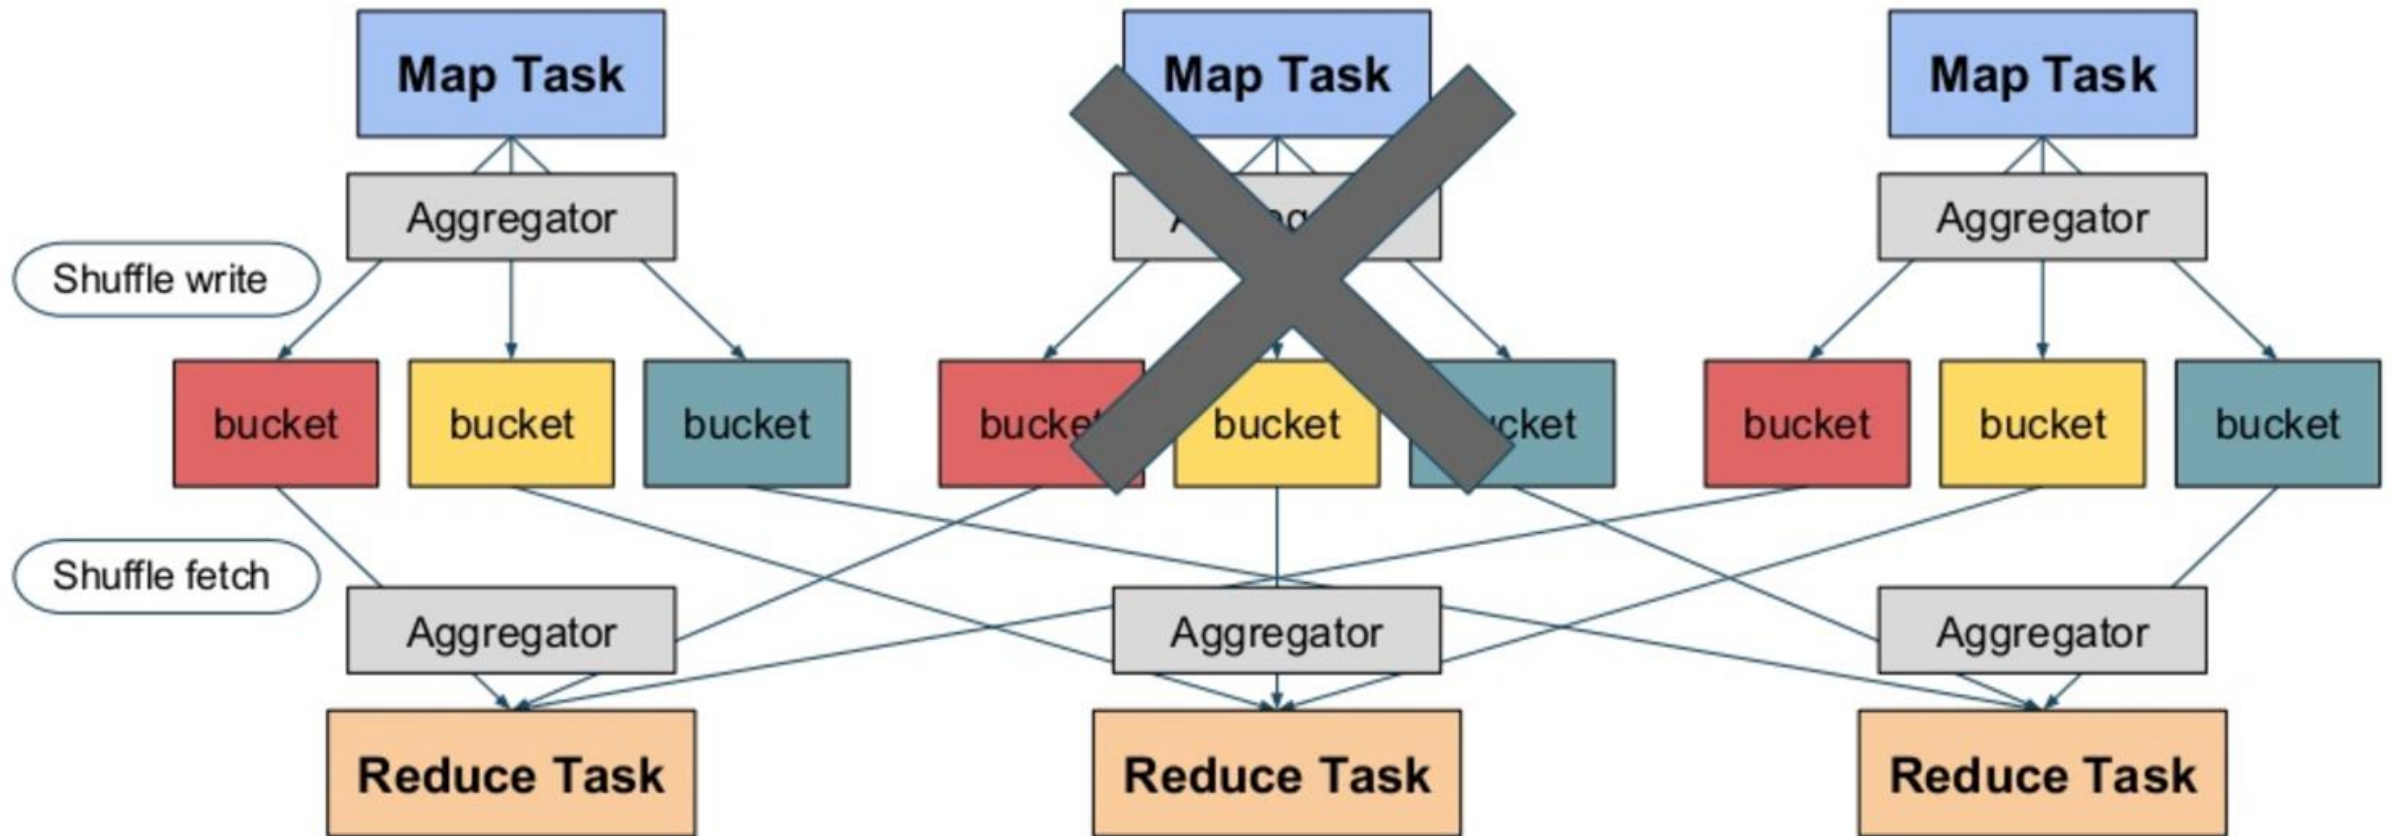 Map Task
Map Task
Map Task
Aggregator
Aggregator
Shuffle write
bucket
bucket
bucket
bucket
bucket
bucket
bucket
Shuffle fetch
Aggregator
Aggregator
Aggregator
Reduce Task
Reduce Task
Reduce Task